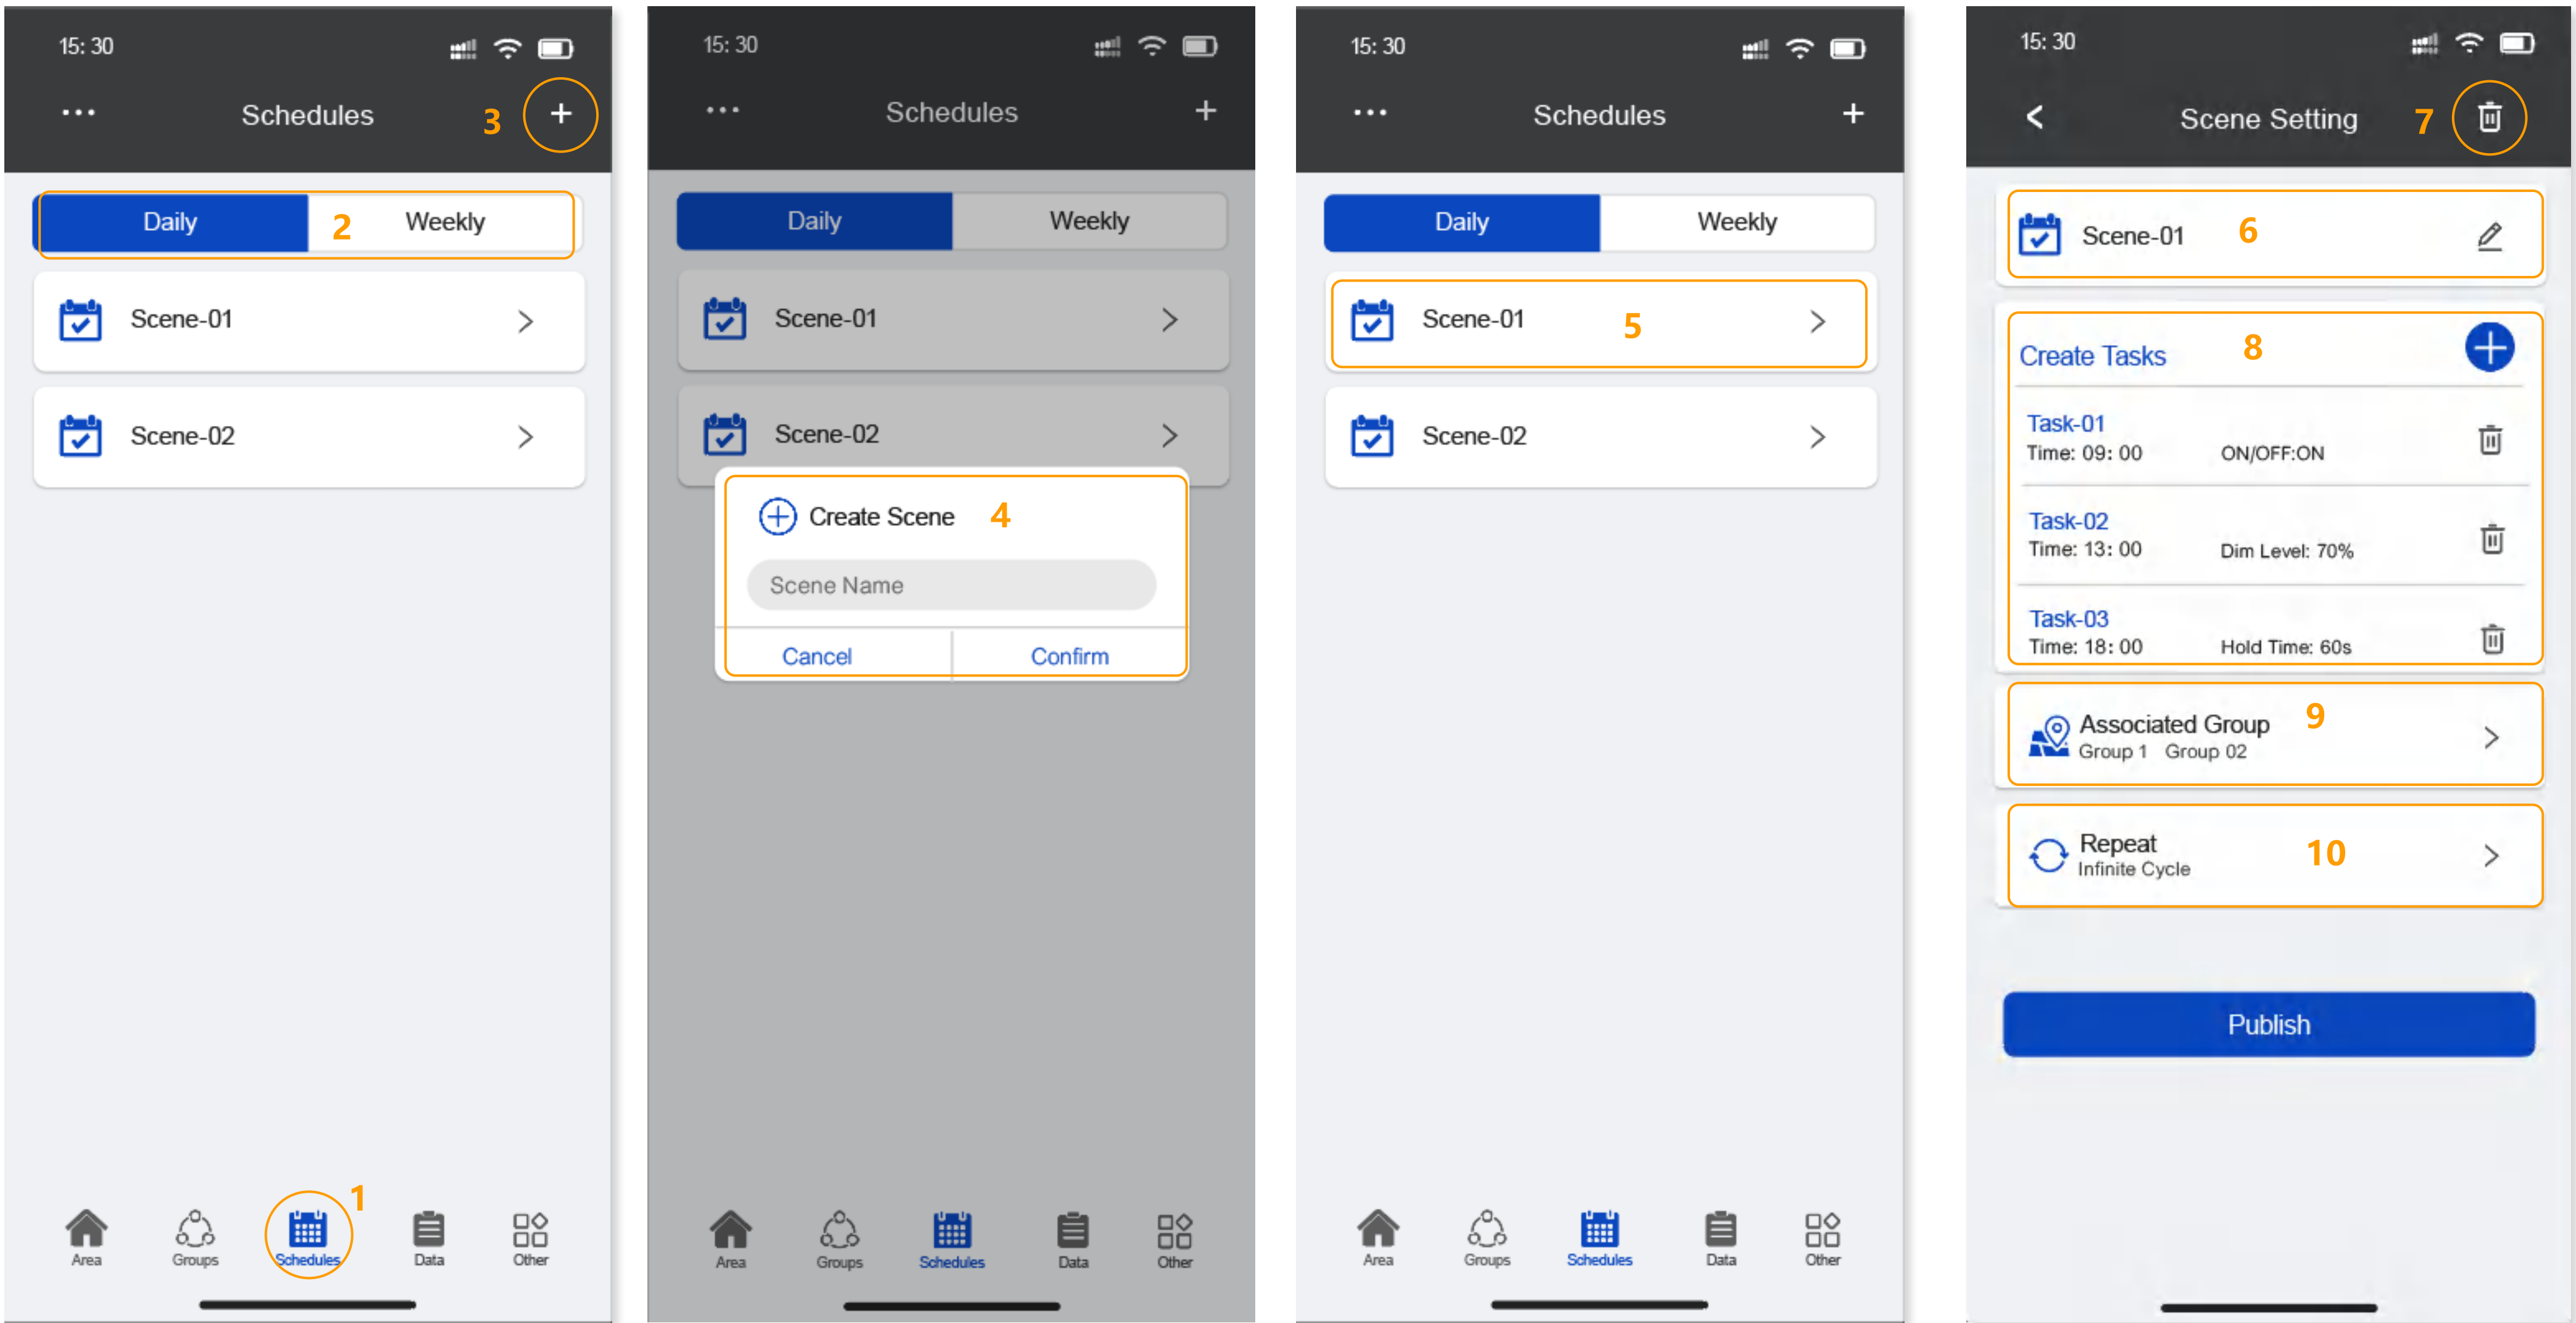 15: 30
... Schedules 3 +
Daily 2 Weekly
Scene-01
Scene-02
1
Area Groups Schedules Data Other
15: 30
... Schedules +
Daily Weekly
Scene-01
Scene-02
Create Scene 4
Scene Name
Cancel Confirm
Area Groups Schedules Data Other
15: 30
... Schedules +
Daily Weekly
Scene-01 5
Scene-02
Area Groups Schedules Data Other
15: 30
Scene Setting 7
Scene-01 6
Create Tasks 8
Task-01
Time: 09: 00 ON/OFF:ON
Task-02
Time: 13: 00 Dim Level: 70%
Task-03
Time: 18: 00 Hold Time: 60s
Associated Group 9
Group 1 Group 02
Repeat 10
Infinite Cycle
Publish